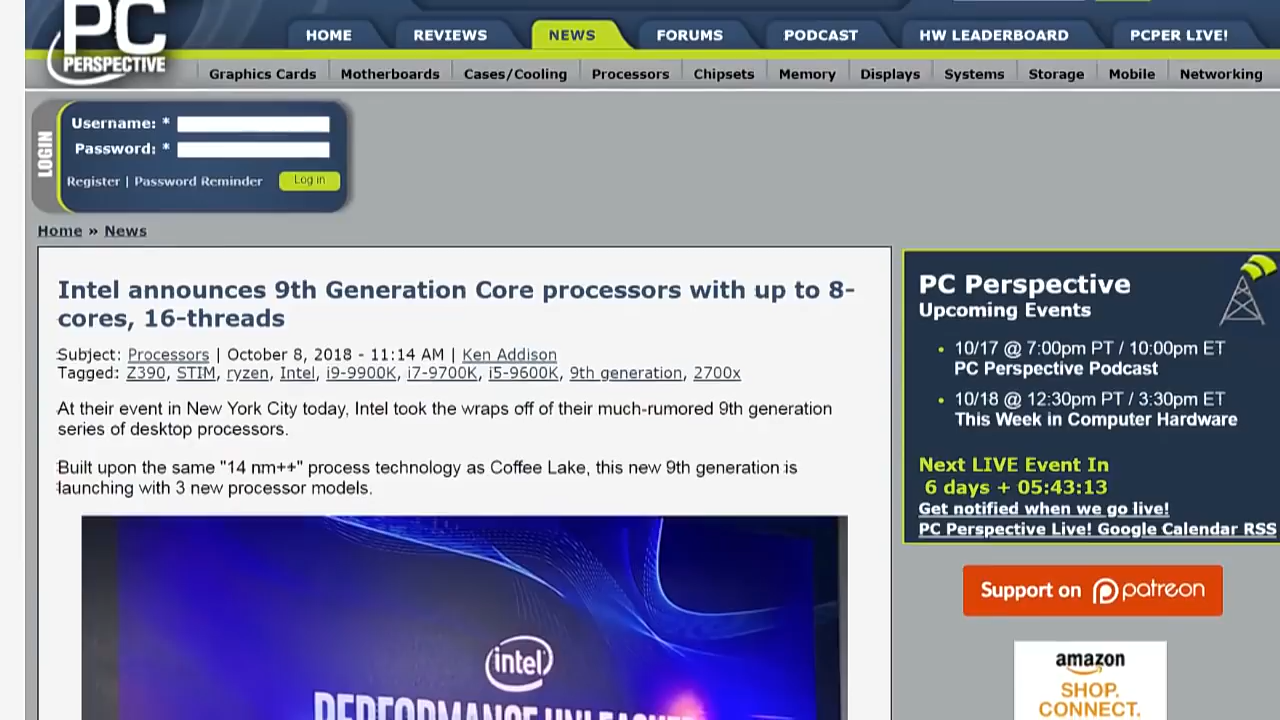 PC
PERSPECTIVE
HOME REVIEWS NEWS FORUMS PODCAST HW LEADERBOARD PCPER LIVE!
Graphics Cards Motherboards Cases/Cooling Processors Chipsets Memory Displays Systems Storage Mobile Networking
LOGIN
Username: *
Password: *
Register | Password Reminder Log in
Home » News
Intel announces 9th Generation Core processors with up to 8-
cores, 16-threads
Subject: Processors | October 8, 2018 - 11:14 AM | Ken Addison
Tagged: Z390, STIM, ryzen, Intel, i9-9900K, i7-9700K, i5-9600K, 9th generation, 2700x
At their event in New York City today, Intel took the wraps off of their much-rumored 9th generation
series of desktop processors.
Built upon the same "14 nm++" process technology as Coffee Lake, this new 9th generation is
launching with 3 new processor models.
intel
PERFORMANCE
PC Perspective
Upcoming Events
• 10/17 @ 7:00pm PT / 10:00pm ET
PC Perspective Podcast
• 10/18 @ 12:30pm PT / 3:30pm ET
This Week in Computer Hardware
Next LIVE Event In
6 days + 05:43:13
Get notified when we go live!
PC Perspective Live! Google Calendar RSS
Support on patreon
amazon
SHOP.
CONNECT.